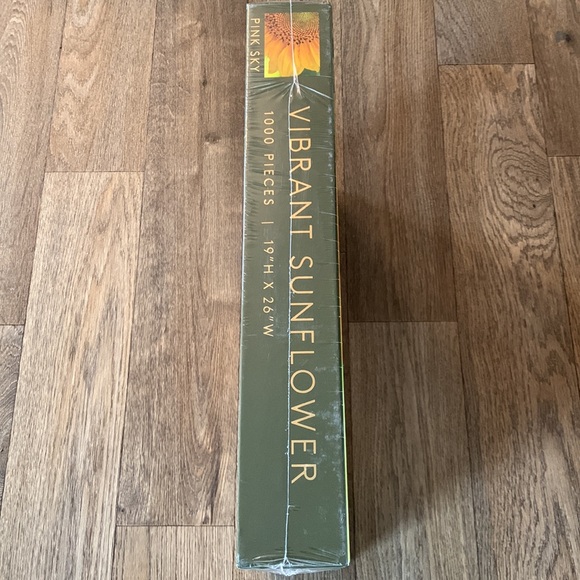 PINK SKY
VIBRANT SUNFLOWER
1000 PIECES | 19"H X 26"W